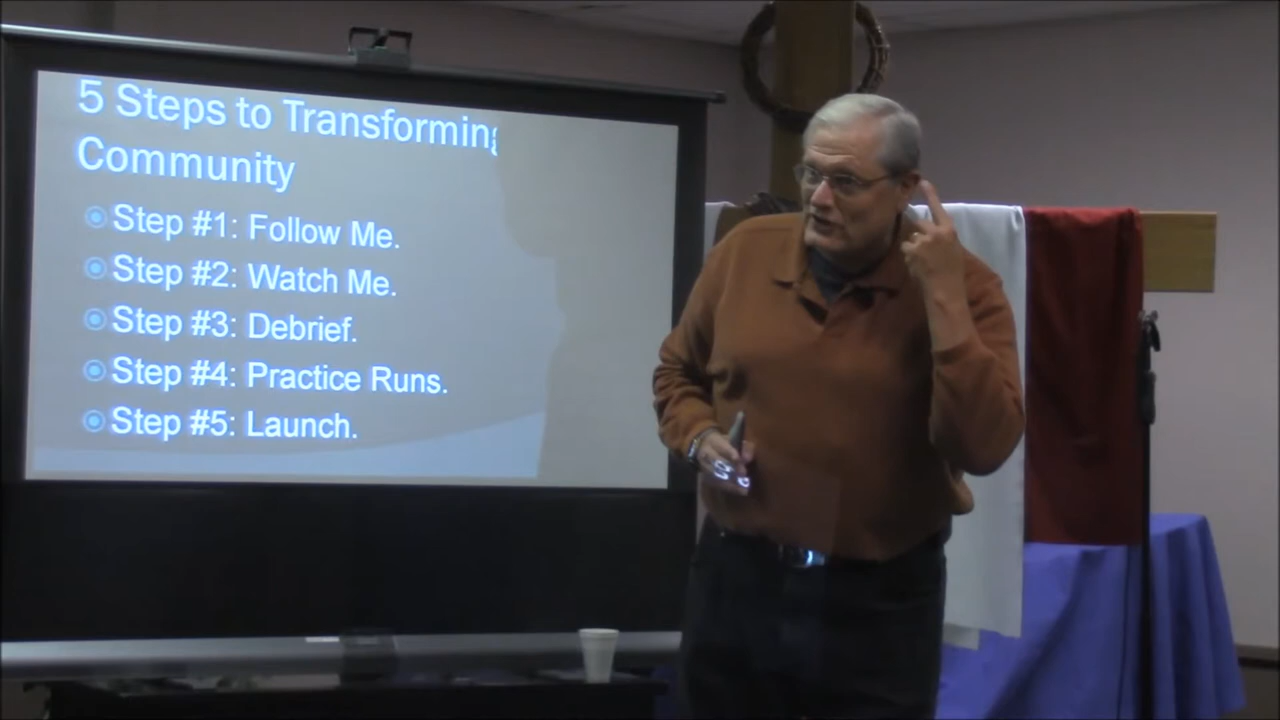 5 Steps to Transforming
Community
Step #1: Follow Me.
Step #2: Watch Me.
Step #3: Debrief.
Step #4: Practice Runs.
Step #5: Launch.